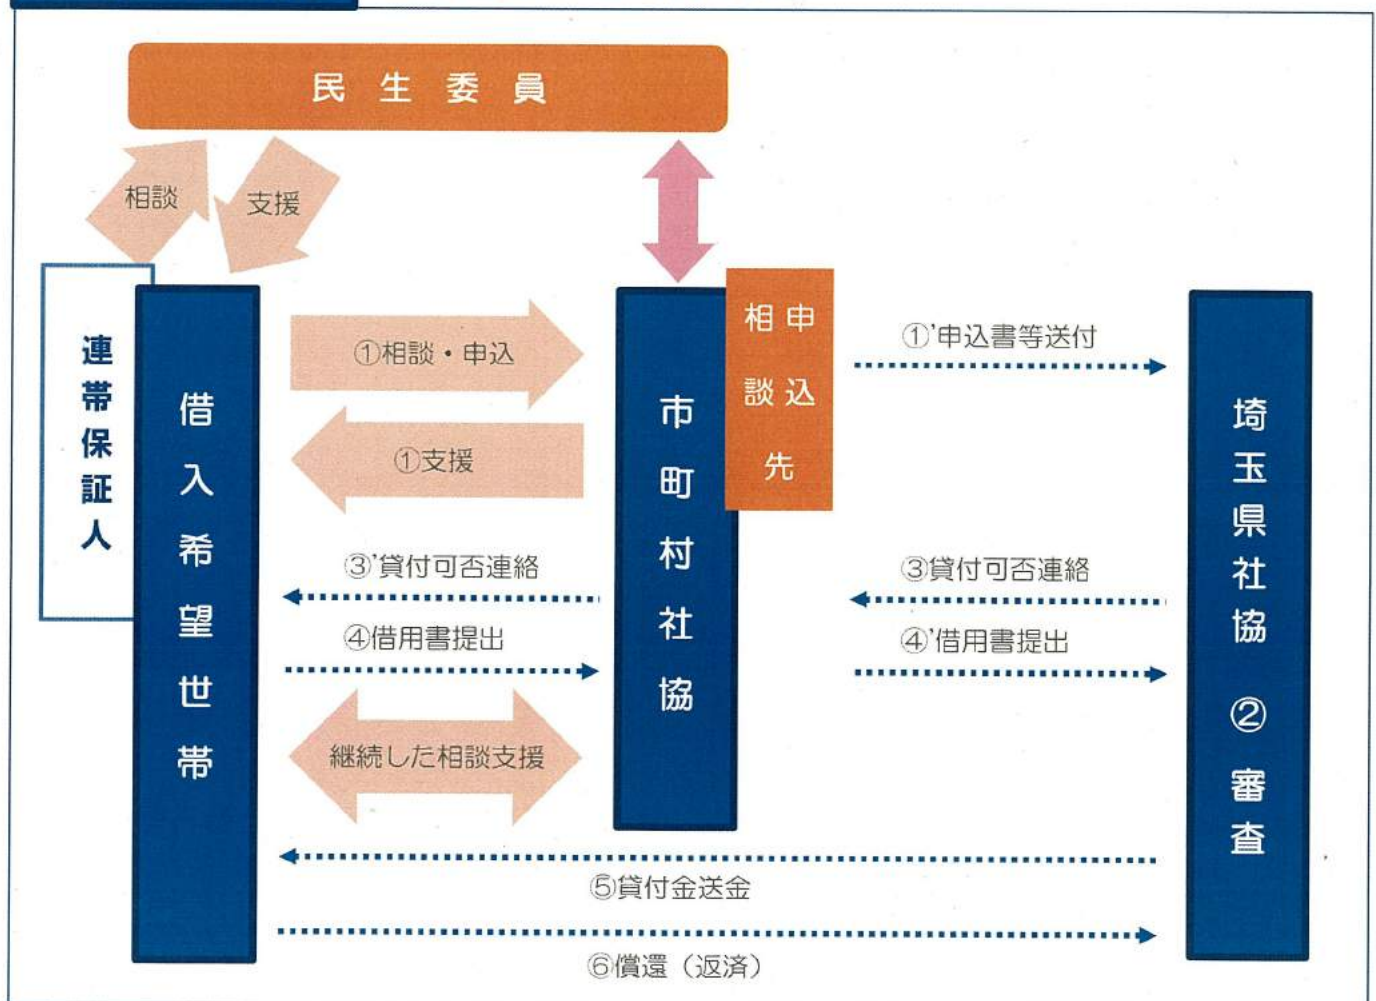 民生委員
相談
支援
連帯保証人
借入希望世帯
①相談・申込
①支援
市町村社協
申込
相談先
①'申込書等送付
埼玉県社協 ②審査
③'貸付可否連絡
③貸付可否連絡
④借用書提出
④'借用書提出
継続した相談支援
⑤貸付金送金
⑥償還（返済）